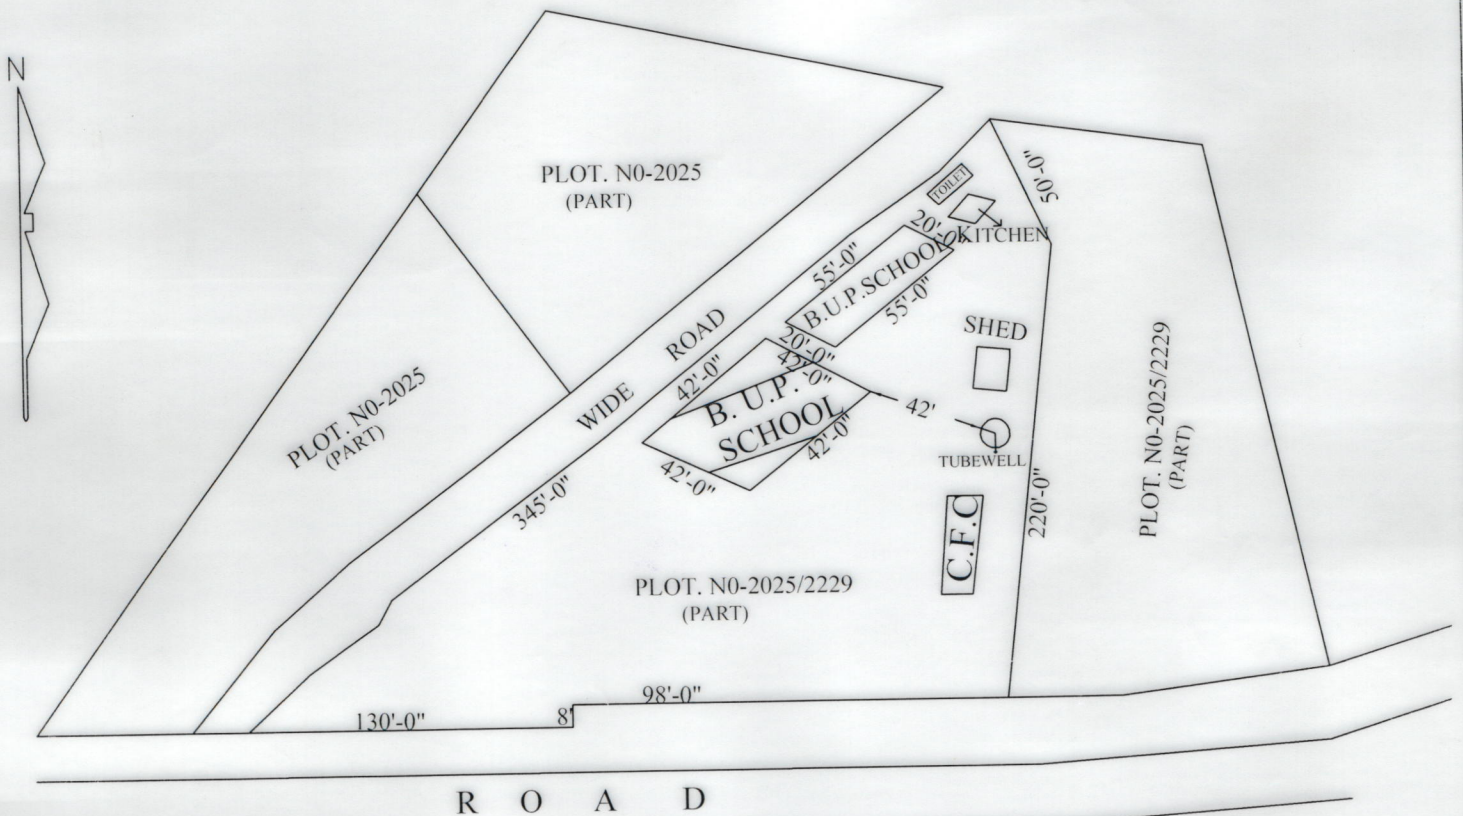 N
PLOT. N0-2025
(PART)
TOILET
50'-0"
20'-0"
KITCHEN
55'-0"
B.U.P.SCHOOL
55'-0"
SHED
WIDE ROAD
20'-0"
42'-0"
42'-0"
B. U.P. S
SCHOOL
42'-0"
42'-0"
42'
TUBEWELL
PLOT. N0-2025
(PART)
PLOT. N0-2025/2229
(PART)
345'-0"
C.F.C
220'-0"
PLOT. N0-2025/2229
(PART)
98'-0"
130'-0"
8'
ROAD